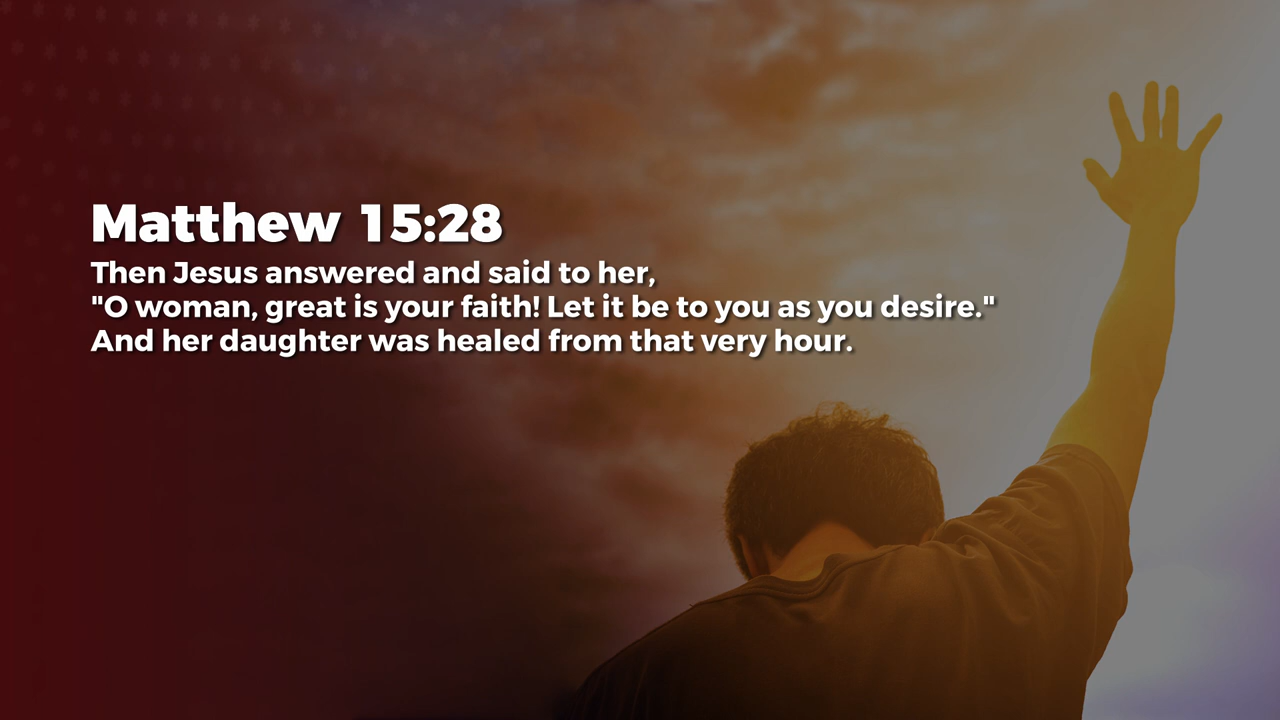 Matthew 15:28
Then Jesus answered and said to her,
"O woman, great is your faith! Let it be to you as you desire."
And her daughter was healed from that very hour.